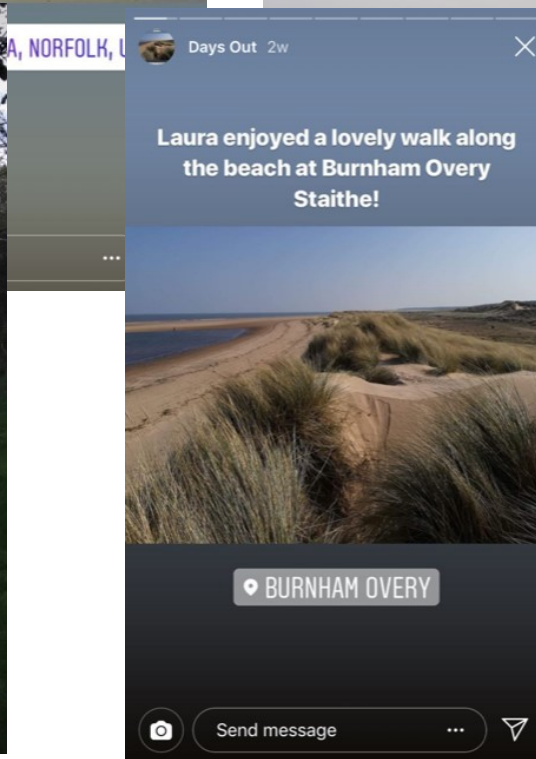 A, NORFOLK, U
Days Out 2w
Laura enjoyed a lovely walk along
the beach at Burnham Overy
Staithe!
BURNHAM OVERY
Send message